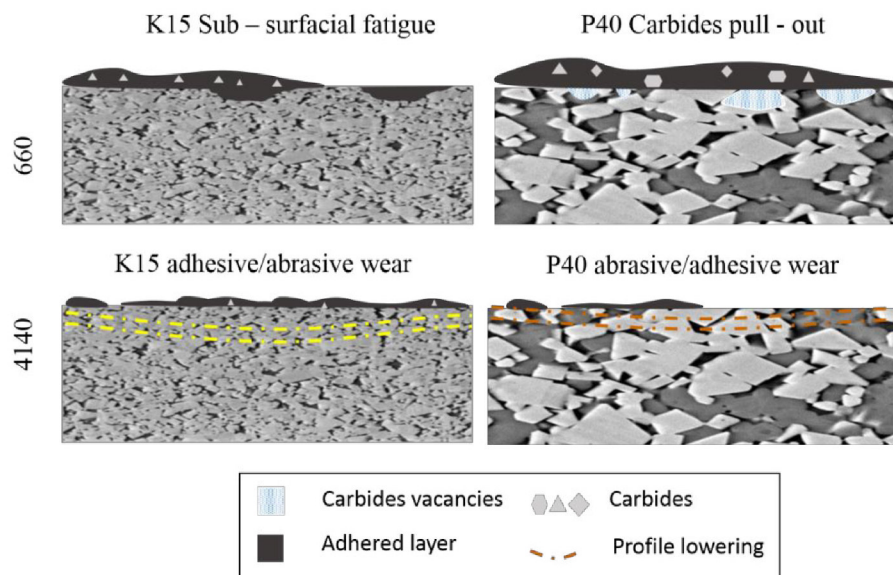 K15 Sub – surfacial fatigue
P40 Carbides pull - out
660
K15 adhesive/abrasive wear
P40 abrasive/adhesive wear
4140
Carbides vacancies
Carbides
Adhered layer
Profile lowering